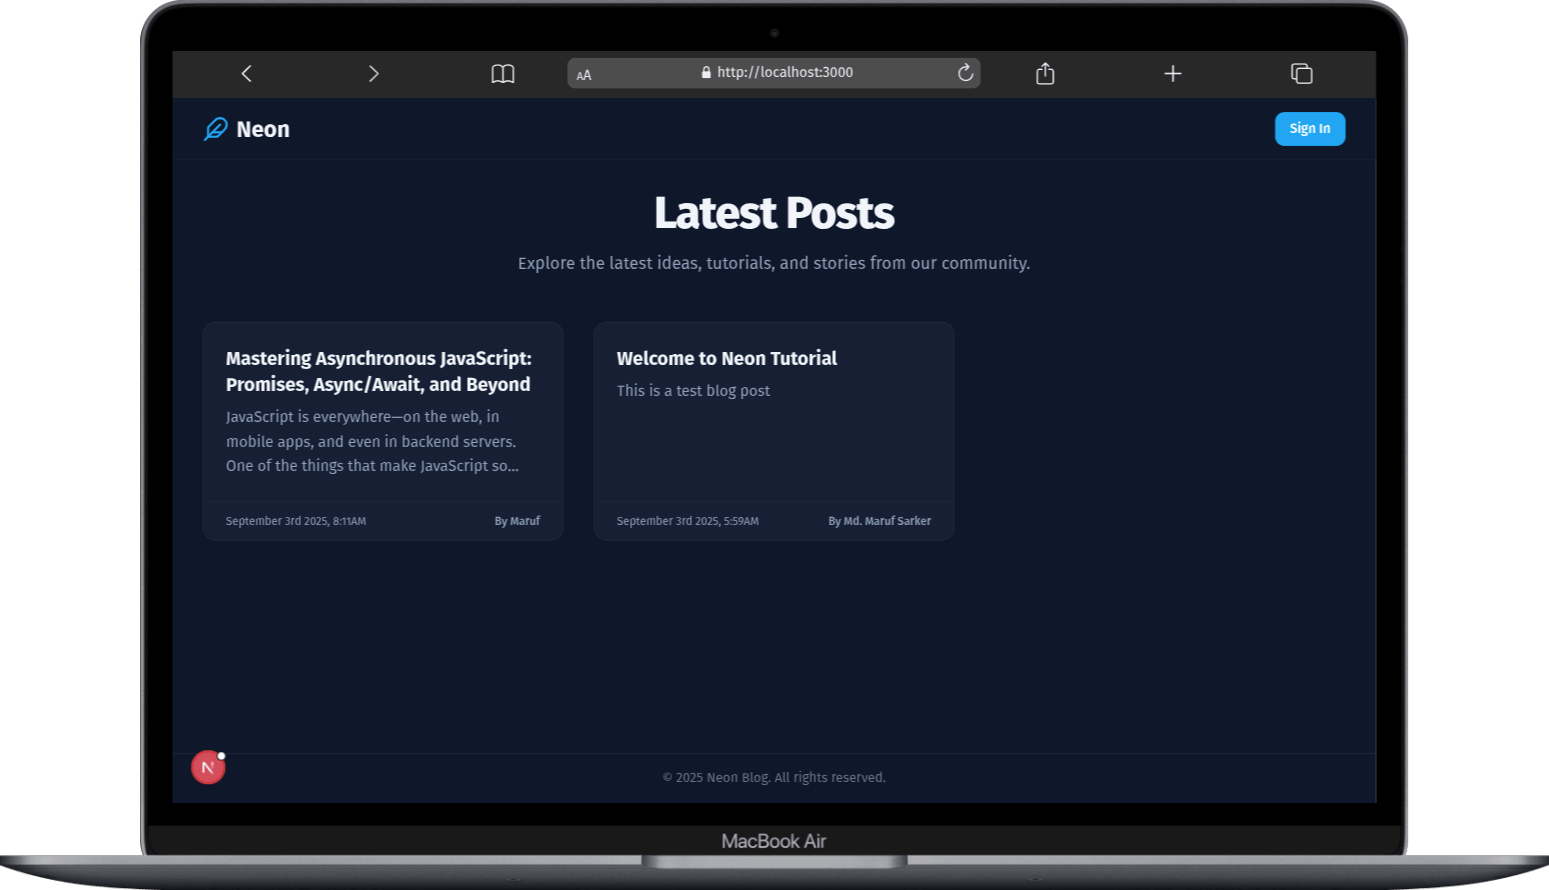 AA
http://localhost:3000
Neon
Sign In
Latest Posts
Explore the latest ideas, tutorials, and stories from our community.
Mastering Asynchronous JavaScript:
Promises, Async/Await, and Beyond
JavaScript is everywhere—on the web, in
mobile apps, and even in backend servers.
One of the things that make JavaScript so...
September 3rd 2025, 8:11AM
By Maruf
Welcome to Neon Tutorial
This is a test blog post
September 3rd 2025, 5:59AM
By Md. Maruf Sarker
N
© 2025 Neon Blog. All rights reserved.
MacBook Air